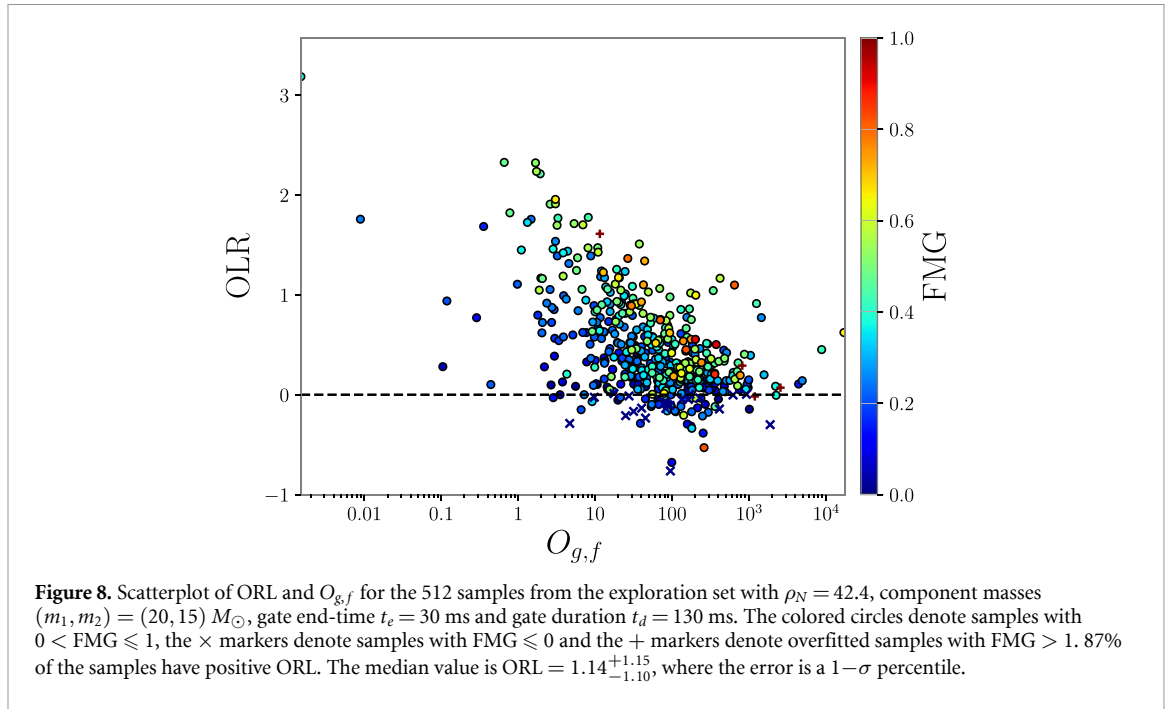 3
2
1
0
−1
OLR
0.01
0.1
1
10
100
10³
10⁴
O_{g,f}
1.0
0.8
0.6
0.4
0.2
0.0
FMG
Figure 8. Scatterplot of ORL and O_{g,f} for the 512 samples from the exploration set with ρ_N = 42.4, component masses
(m₁, m₂) = (20, 15) M_⊙, gate end-time t_e = 30 ms and gate duration t_d = 130 ms. The colored circles denote samples with
0 < FMG ⩽ 1, the × markers denote samples with FMG ⩽ 0 and the + markers denote overfitted samples with FMG > 1. 87%
of the samples have positive ORL. The median value is ORL = 1.14^{+1.15}_{−1.10}, where the error is a 1−σ percentile.